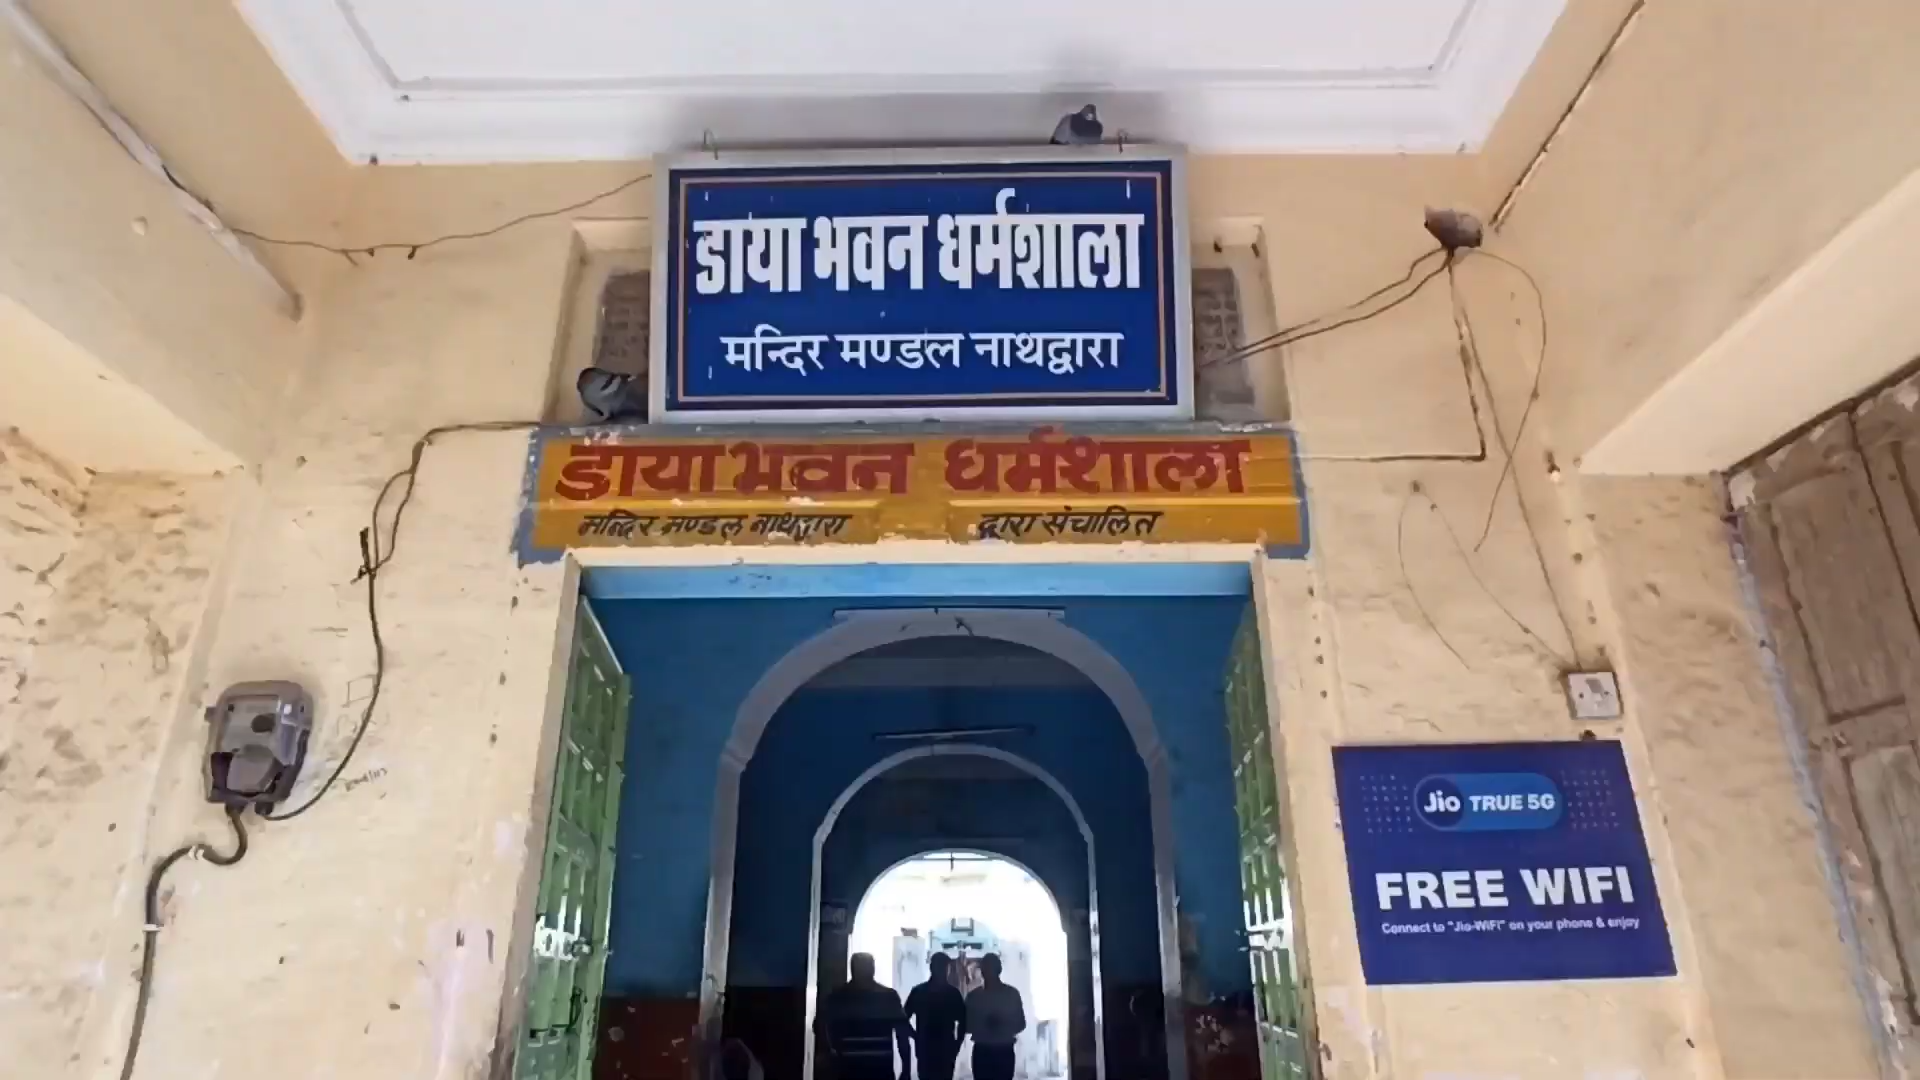 डाया भवन धर्मशाला
मन्दिर मण्डल नाथद्वारा
डाया भवन धर्मशाला
मन्दिर मण्डल नाथद्वारा द्वारा संचालित
Jio TRUE 5G
FREE WIFI
Connect to "Jio-WiFi" on your phone & enjoy